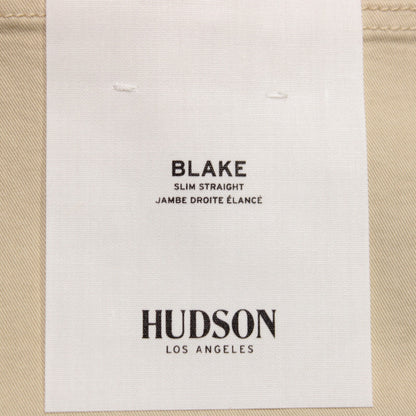 BLAKE
SLIM STRAIGHT
JAMBE DROITE ÉLANCÉ
HUDSON
LOS ANGELES